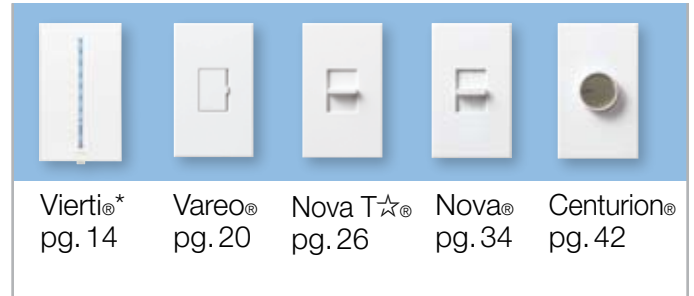 Vierti®*
pg. 14
Vareo®
pg. 20
Nova T☆®
pg. 26
Nova®
pg. 34
Centurion®
pg. 42